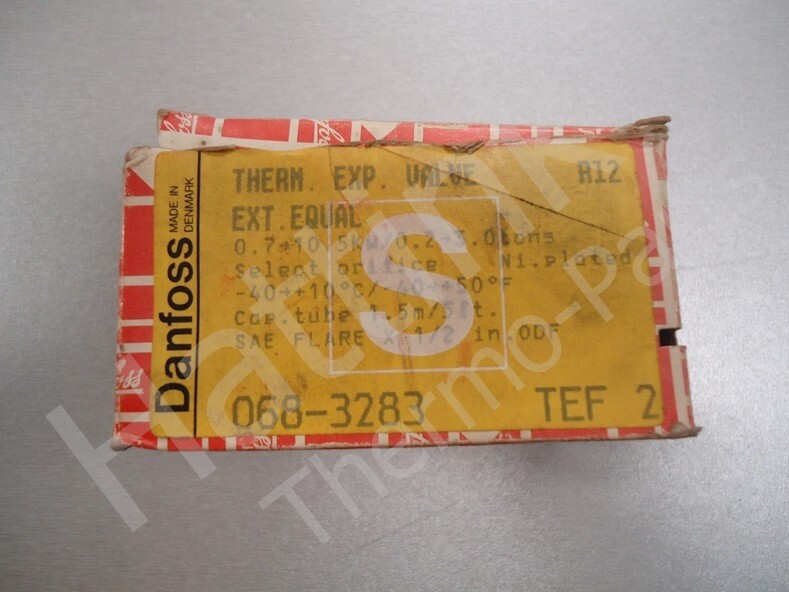 Danfoss
MADE IN
DENMARK
THERM. EXP. VALVE R12
EXT. EQUAL
0.7→10.5kW/0.2→3.0tons
Select orifice Ni.plated
-40→+10°C/-40→+50°F
Cap.tube 1.5m/5ft.
SAE FLARE X 1/2 in.ODF
S
068-3283 TEF 2
Thermo-Pa